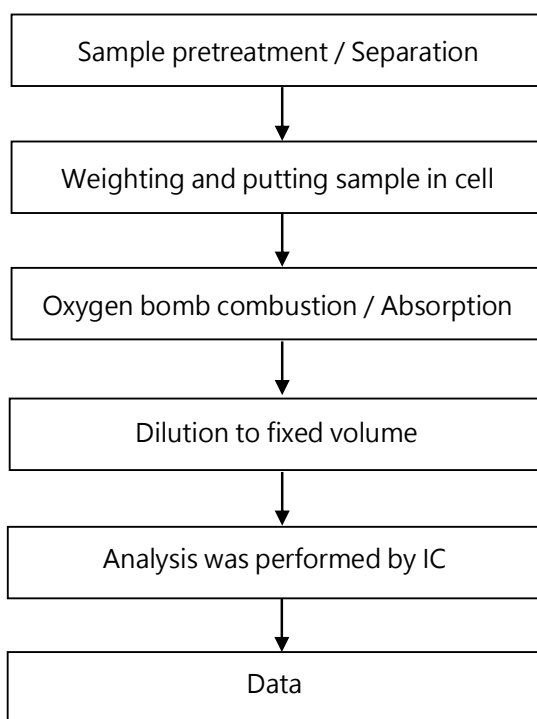 Sample pretreatment / Separation
Weighting and putting sample in cell
Oxygen bomb combustion / Absorption
Dilution to fixed volume
Analysis was performed by IC
Data